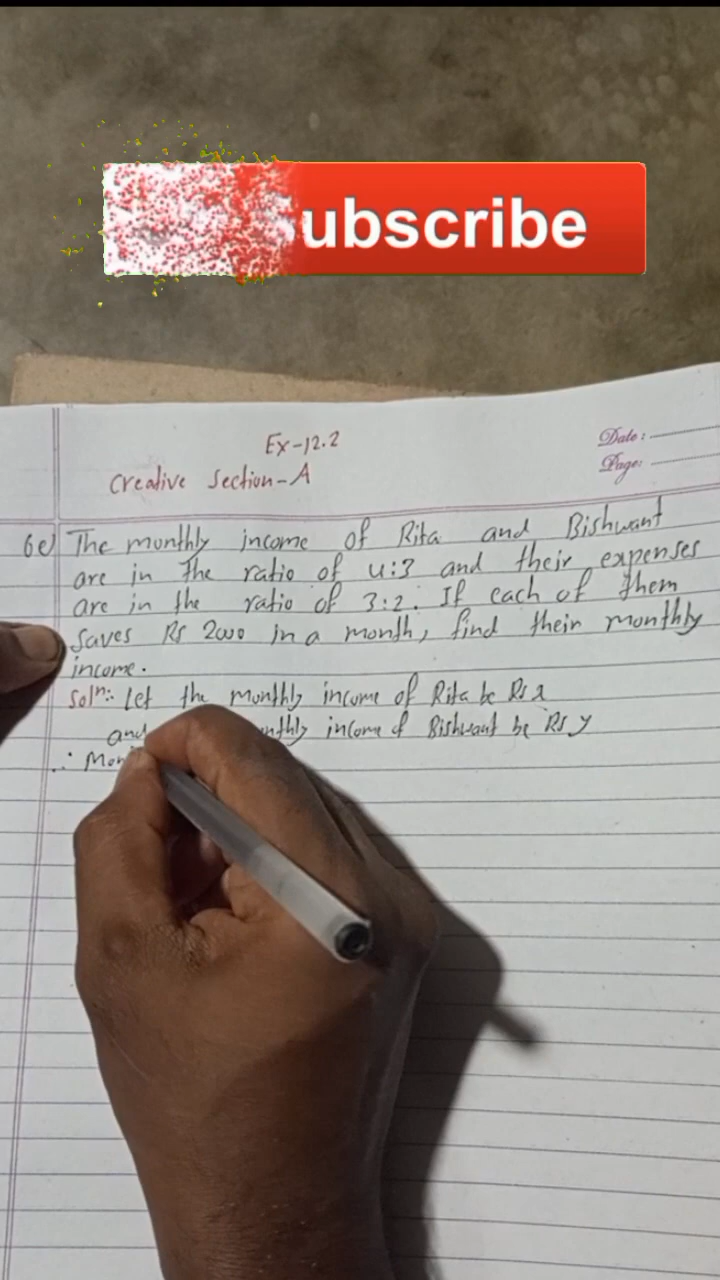 ubscribe
Ex-12.2
Date:
Creative Section-A
Page:
6e) The monthly income of Rita and Bishwant
are in the ratio of 4:3 and their expenses
are in the ratio of 3:2. If each of them
saves Rs 2000 in a month, find their monthly
income.
Soln:- Let the monthly income of Rita be Rs x
and income of Bishwant be Rs y
∴